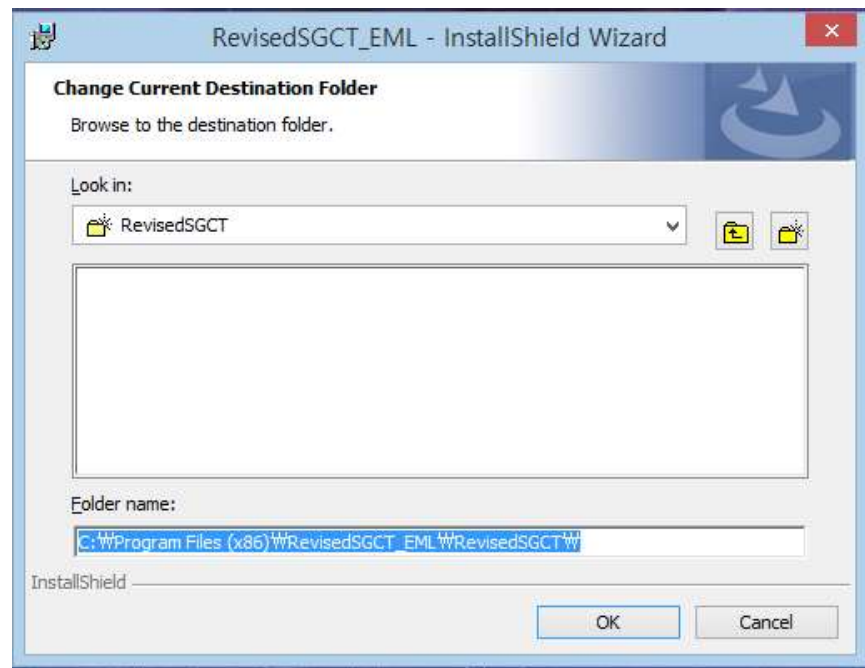 RevisedSGCT_EML - InstallShield Wizard
Change Current Destination Folder
Browse to the destination folder.
Look in:
RevisedSGCT
Folder name:
C:₩Program Files (x86)₩RevisedSGCT_EML₩RevisedSGCT₩
InstallShield
OK Cancel